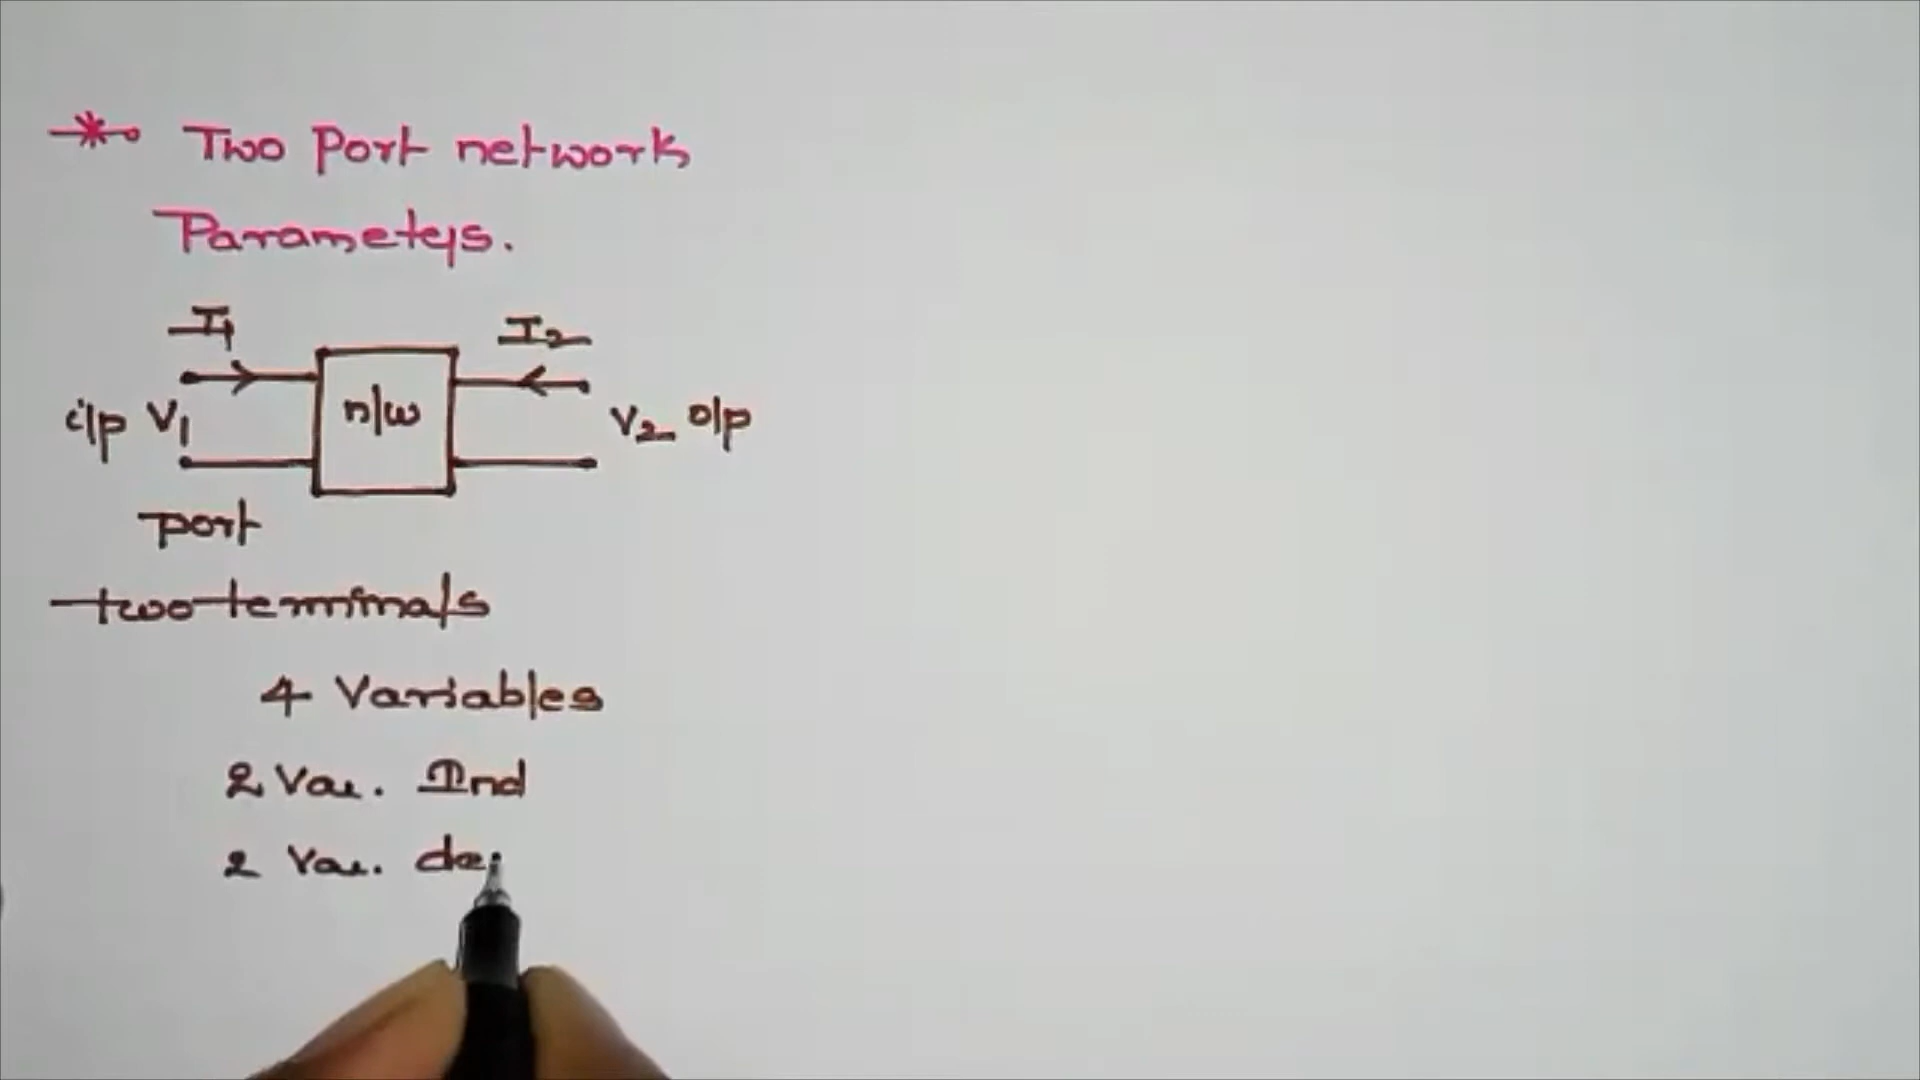 Two Port network
Parameters.
I1 I2
i/p V1 n/w V2 o/p
port
two terminals
4 Variables
2 Var. Ind
2 Var. de